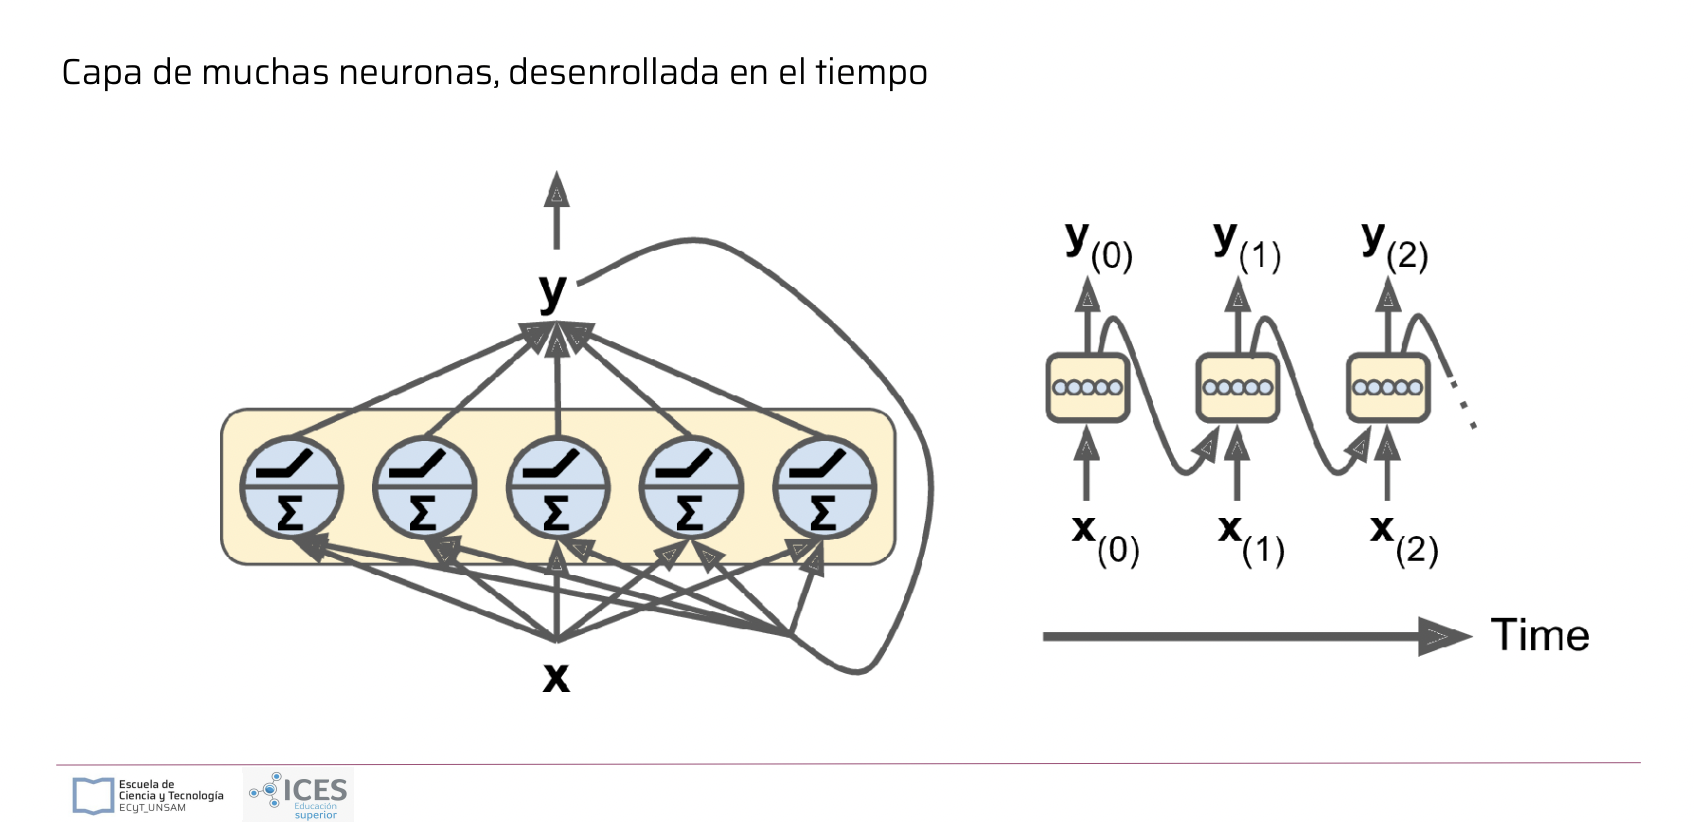 Capa de muchas neuronas, desenrollada en el tiempo
y
Σ Σ Σ Σ Σ
x
y(0) y(1) y(2)
x(0) x(1) x(2)
Time
Escuela de
Ciencia y Tecnología
ECyT_UNSAM
ICES
Educación
superior